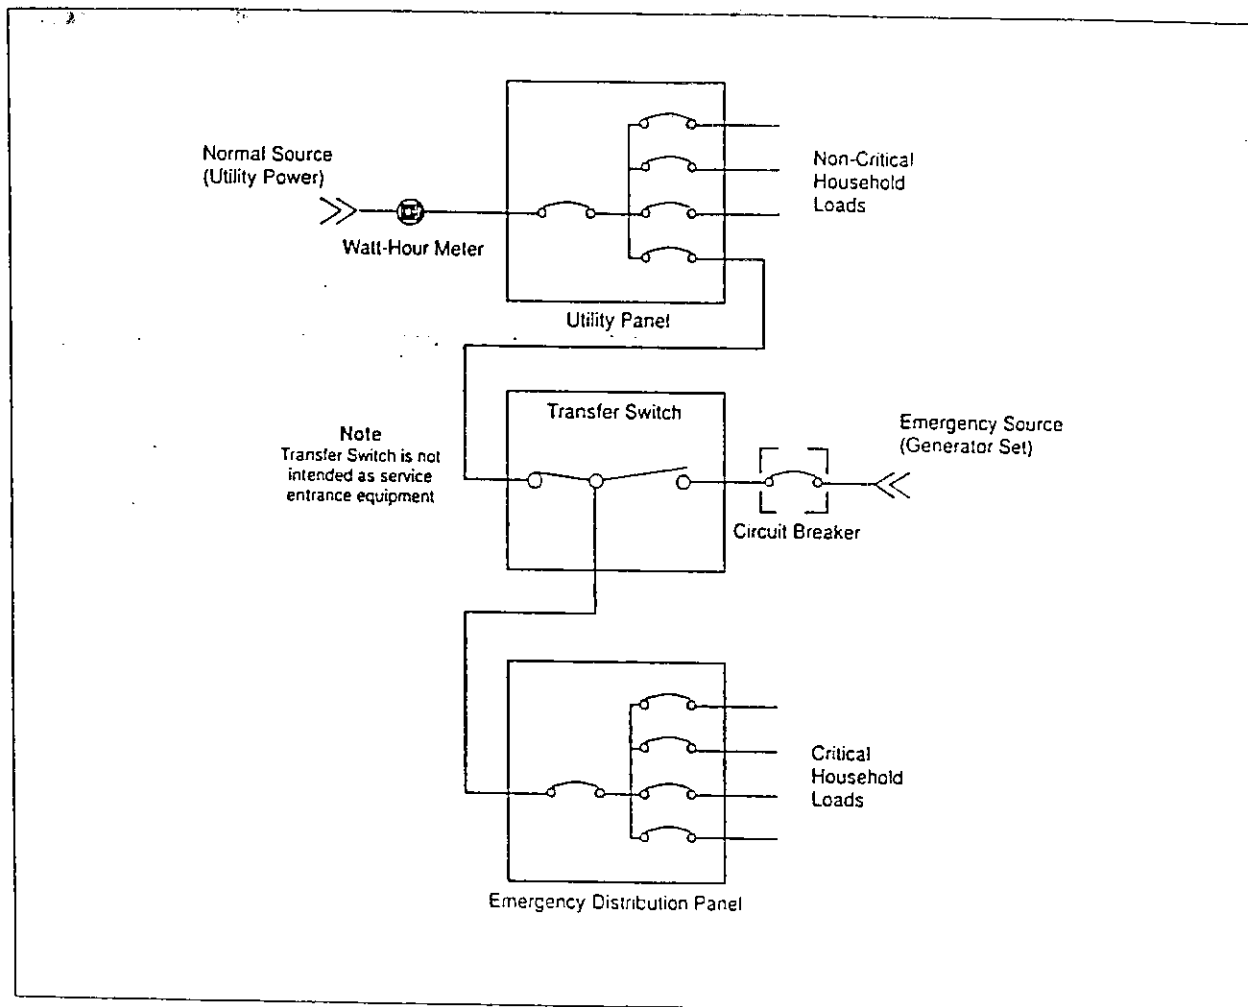 Normal Source
(Utility Power)
Watt-Hour Meter
Non-Critical
Household
Loads
Utility Panel
Transfer Switch
Note
Transfer Switch is not
intended as service
entrance equipment
Emergency Source
(Generator Set)
Circuit Breaker
Critical
Household
Loads
Emergency Distribution Panel